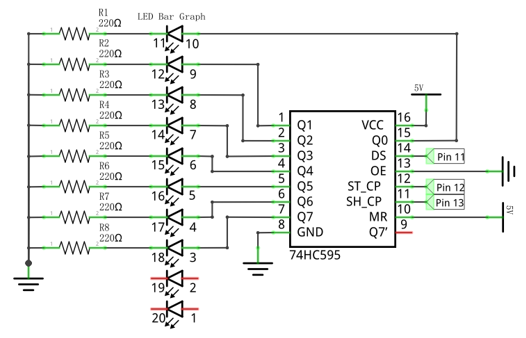 R1
220Ω
LED Bar Graph
11 10
R2
220Ω
12 9
R3
220Ω
13 8
R4
220Ω
14 7
R5
220Ω
15 6
R6
220Ω
16 5
R7
220Ω
17 4
R8
220Ω
18 3
19 2
20 1
5V
1 Q1 VCC 16
2 Q2 Q0 15
3 Q3 DS 14 Pin 11
4 Q4 OE 13
5 Q5 ST_CP 12 Pin 12
6 Q6 SH_CP 11 Pin 13
7 Q7 MR 10 5V
8 GND Q7' 9
74HC595